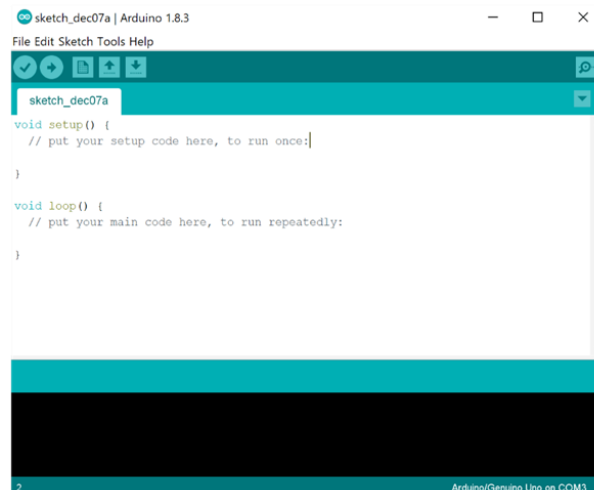 sketch_dec07a | Arduino 1.8.3
File Edit Sketch Tools Help
sketch_dec07a
void setup() {
// put your setup code here, to run once:
}
void loop() {
// put your main code here, to run repeatedly:
}
2
Arduino/Genuino Uno on COM3